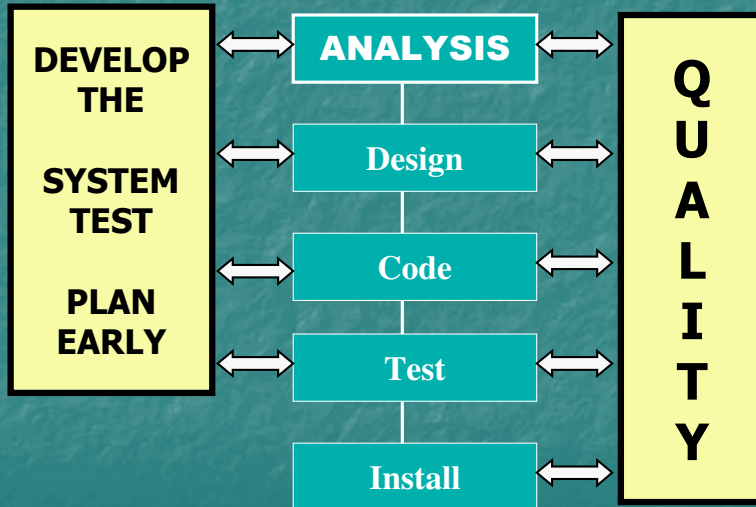 DEVELOP
THE
SYSTEM
TEST
PLAN
EARLY
ANALYSIS
Design
Code
Test
Install
Q
U
A
L
I
T
Y